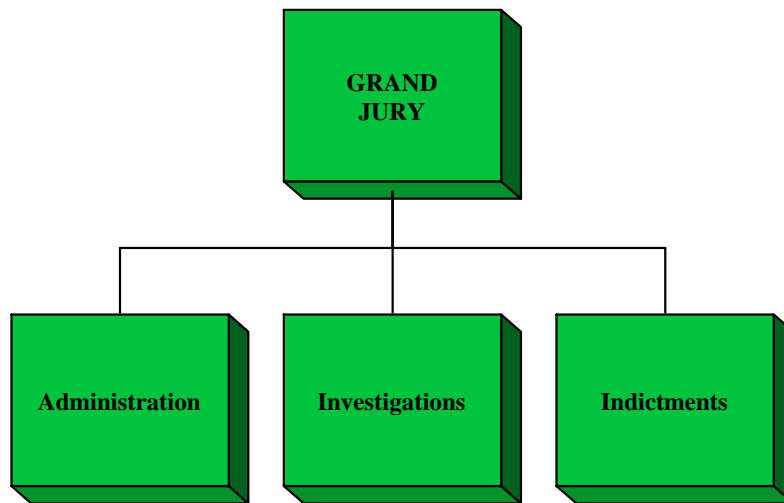 GRAND
JURY
Administration
Investigations
Indictments